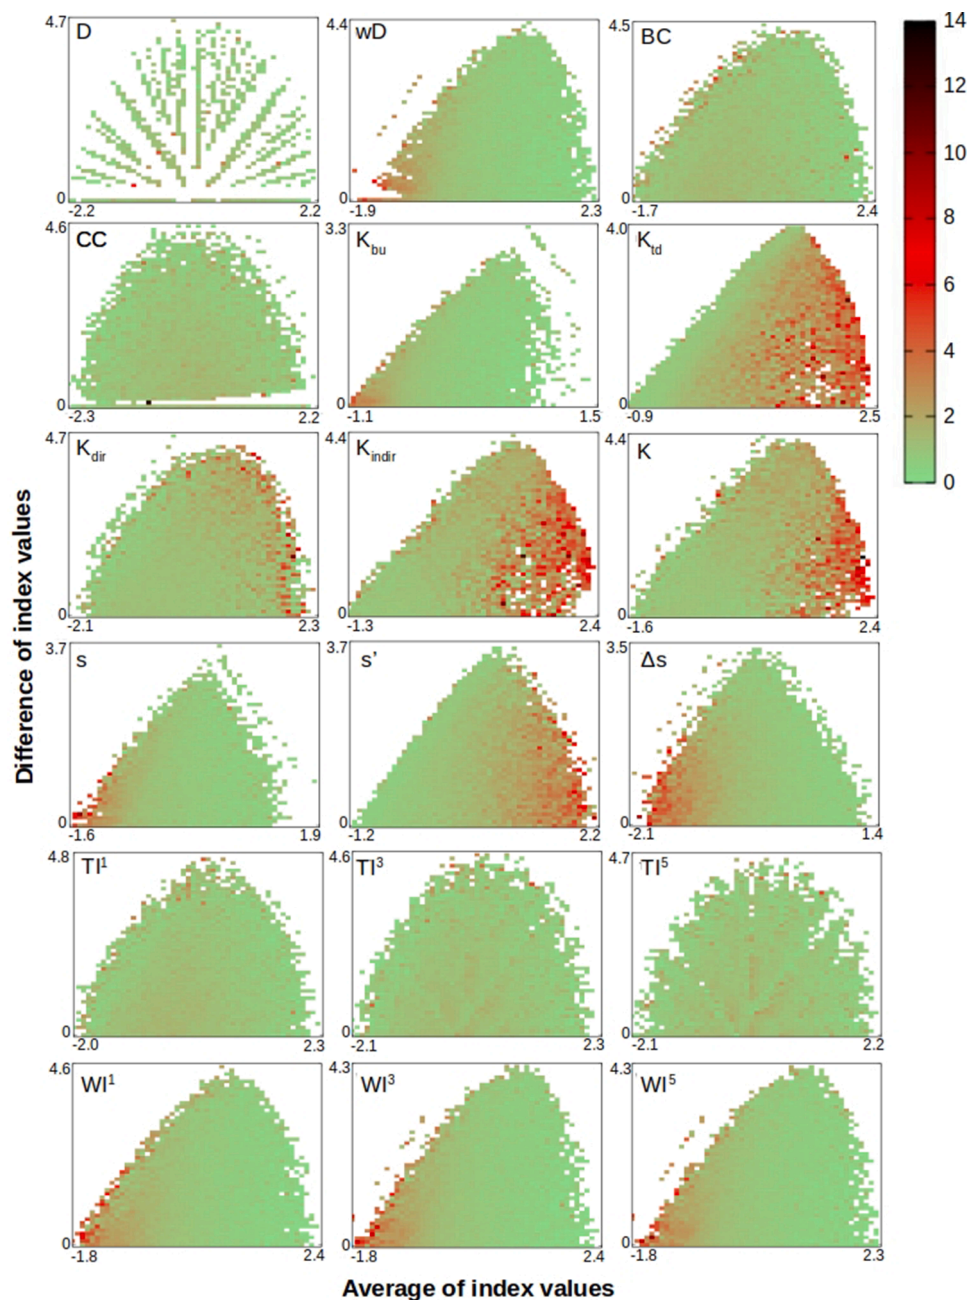 4.7 D 0 -2.2 2.2
4.4 wD 0 -1.9 2.3
4.5 BC 0 -1.7 2.4
14
12
10
8
6
4
2
0
4.6 CC 0 -2.3 2.2
3.3 K bu 0 -1.1 1.5
4.0 K td 0 -0.9 2.5
4.7 K dir 0 -2.1 2.3
4.4 K indir 0 -1.3 2.4
4.4 K 0 -1.6 2.4
Difference of index values
3.7 s 0 -1.6 1.9
3.7 s’ 0 -1.2 2.2
3.5 Δs 0 -2.1 1.4
4.8 TI¹ 0 -2.0 2.3
4.6 TI³ 0 -2.1 2.3
4.7 TI⁵ 0 -2.1 2.2
4.6 WI¹ 0 -1.8 2.4
4.3 WI³ 0 -1.8 2.4
4.3 WI⁵ 0 -1.8 2.3
Average of index values